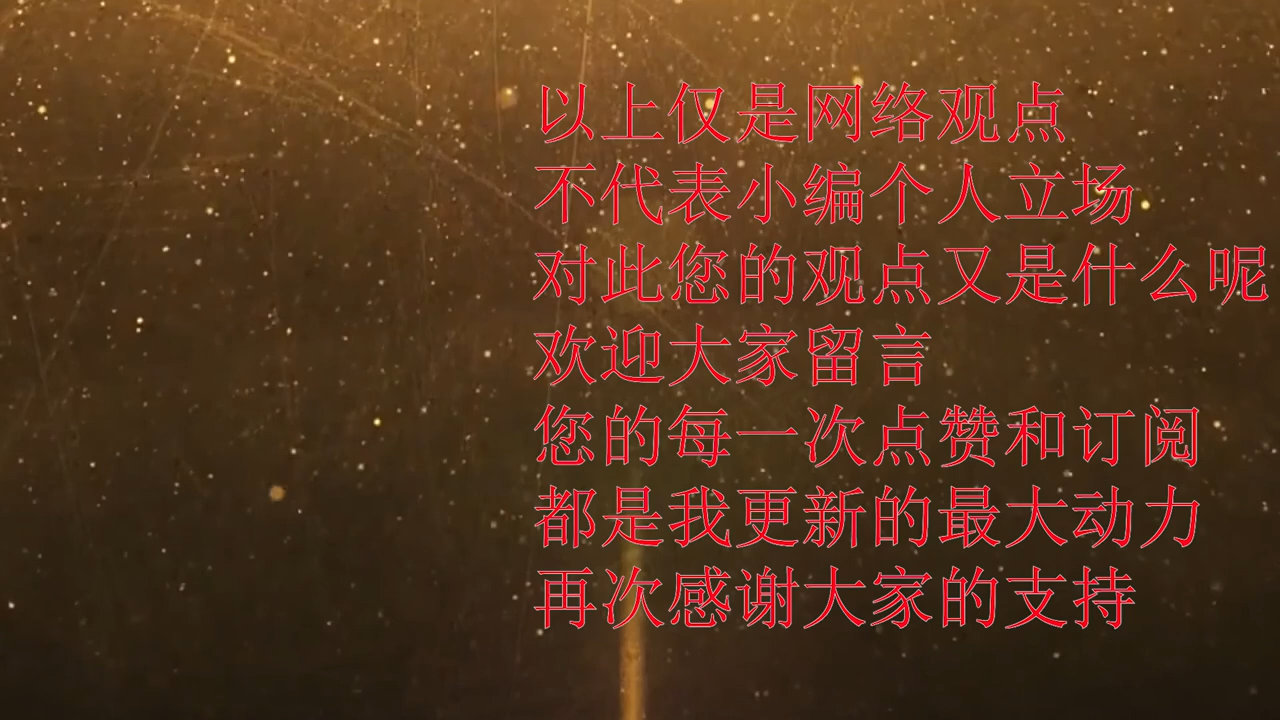 以上仅是网络观点
不代表小编个人立场
对此您的观点又是什么呢
欢迎大家留言
您的每一次点赞和订阅
都是我更新的最大动力
再次感谢大家的支持